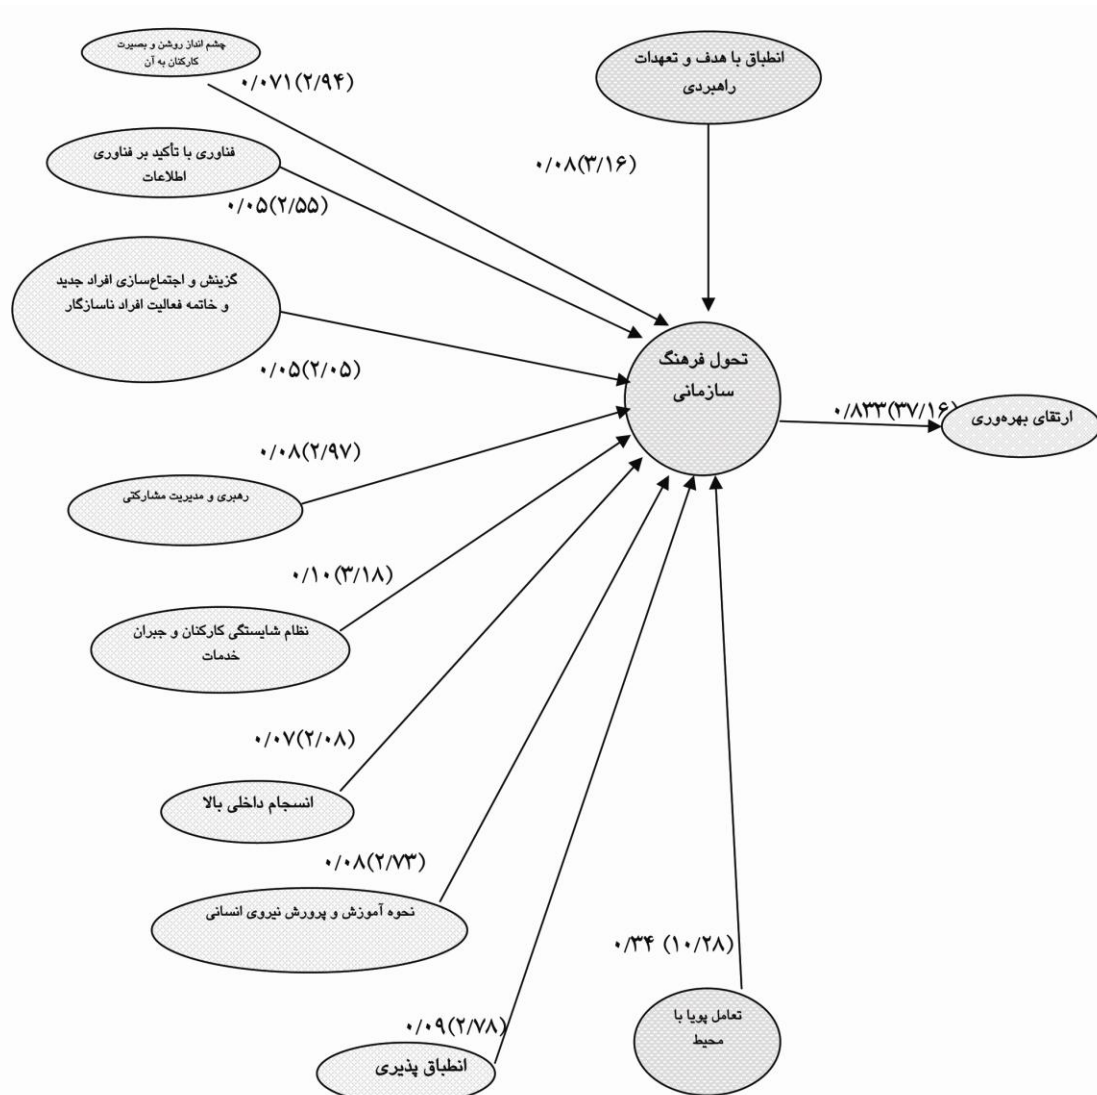 چشم انداز روشن و بصیرت
کارکنان به آن
۰/۰۷۱(۲/۹۴)
انطباق با هدف و تعهدات
راهبردی
۰/۰۸(۳/۱۶)
فناوری با تأکید بر فناوری
اطلاعات
۰/۰۵(۲/۵۵)
گزینش و اجتماع‌سازی افراد جدید
و خاتمه فعالیت افراد ناسازگار
۰/۰۵(۲/۰۵)
تحول فرهنگ
سازمانی
۰/۸۳۳(۳۷/۱۶)
ارتقای بهره‌وری
۰/۰۸(۲/۹۷)
رهبری و مدیریت مشارکتی
۰/۱۰(۳/۱۸)
نظام شایستگی کارکنان و جبران
خدمات
۰/۰۷(۲/۰۸)
انسجام داخلی بالا
۰/۰۸(۲/۷۳)
نحوه آموزش و پرورش نیروی انسانی
۰/۳۴ (۱۰/۲۸)
تعامل پویا با
محیط
۰/۰۹(۲/۷۸)
انطباق پذیری